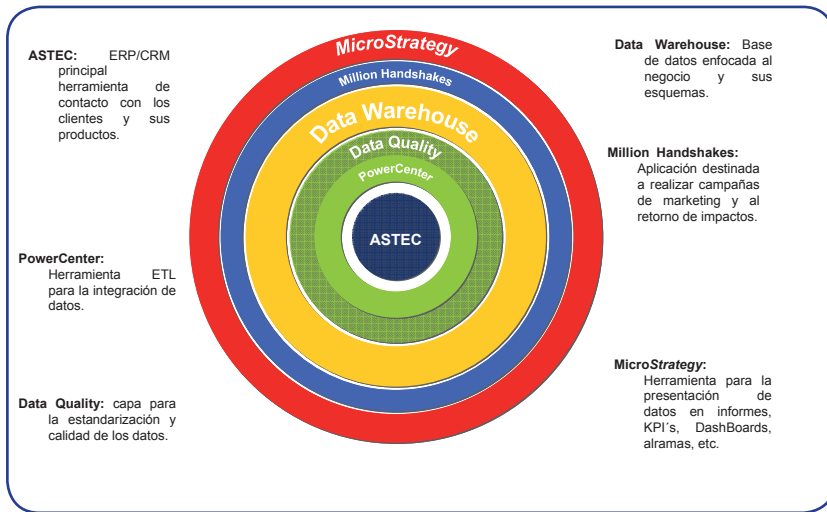 ASTEC: ERP/CRM
principal
herramienta de
contacto con los
clientes y sus
productos.
PowerCenter:
Herramienta ETL
para la integración de
datos.
Data Quality: capa para
la estandarización y
calidad de los datos.
MicroStrategy
Million Handshakes
Data Warehouse
Data Quality
PowerCenter
ASTEC
Data Warehouse: Base
de datos enfocada al
negocio y sus
esquemas.
Million Handshakes:
Aplicación destinada
a realizar campañas
de marketing y al
retorno de impactos.
MicroStrategy:
Herramienta para la
presentación de
datos en informes,
KPI´s, DashBoards,
alramas, etc.